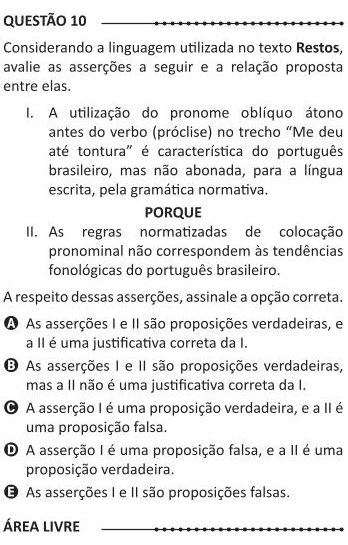 QUESTÃO 10
Considerando a linguagem utilizada no texto Restos,
avalie as asserções a seguir e a relação proposta
entre elas.
I. A utilização do pronome oblíquo átono
antes do verbo (próclise) no trecho “Me deu
até tontura” é característica do português
brasileiro, mas não abonada, para a língua
escrita, pela gramática normativa.
PORQUE
II. As regras normatizadas de colocação
pronominal não correspondem às tendências
fonológicas do português brasileiro.
A respeito dessas asserções, assinale a opção correta.
A As asserções I e II são proposições verdadeiras, e
a II é uma justificativa correta da I.
B As asserções I e II são proposições verdadeiras,
mas a II não é uma justificativa correta da I.
C A asserção I é uma proposição verdadeira, e a II é
uma proposição falsa.
D A asserção I é uma proposição falsa, e a II é uma
proposição verdadeira.
E As asserções I e II são proposições falsas.
ÁREA LIVRE